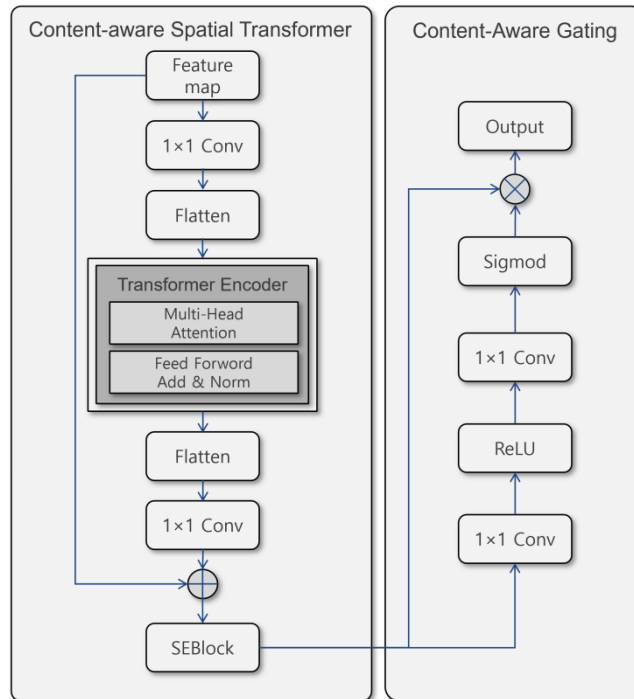 Content-aware Spatial Transformer
Feature
map
1×1 Conv
Flatten
Transformer Encoder
Multi-Head
Attention
Feed Forword
Add & Norm
Flatten
1×1 Conv
SEBlock
Content-Aware Gating
Output
Sigmod
1×1 Conv
ReLU
1×1 Conv